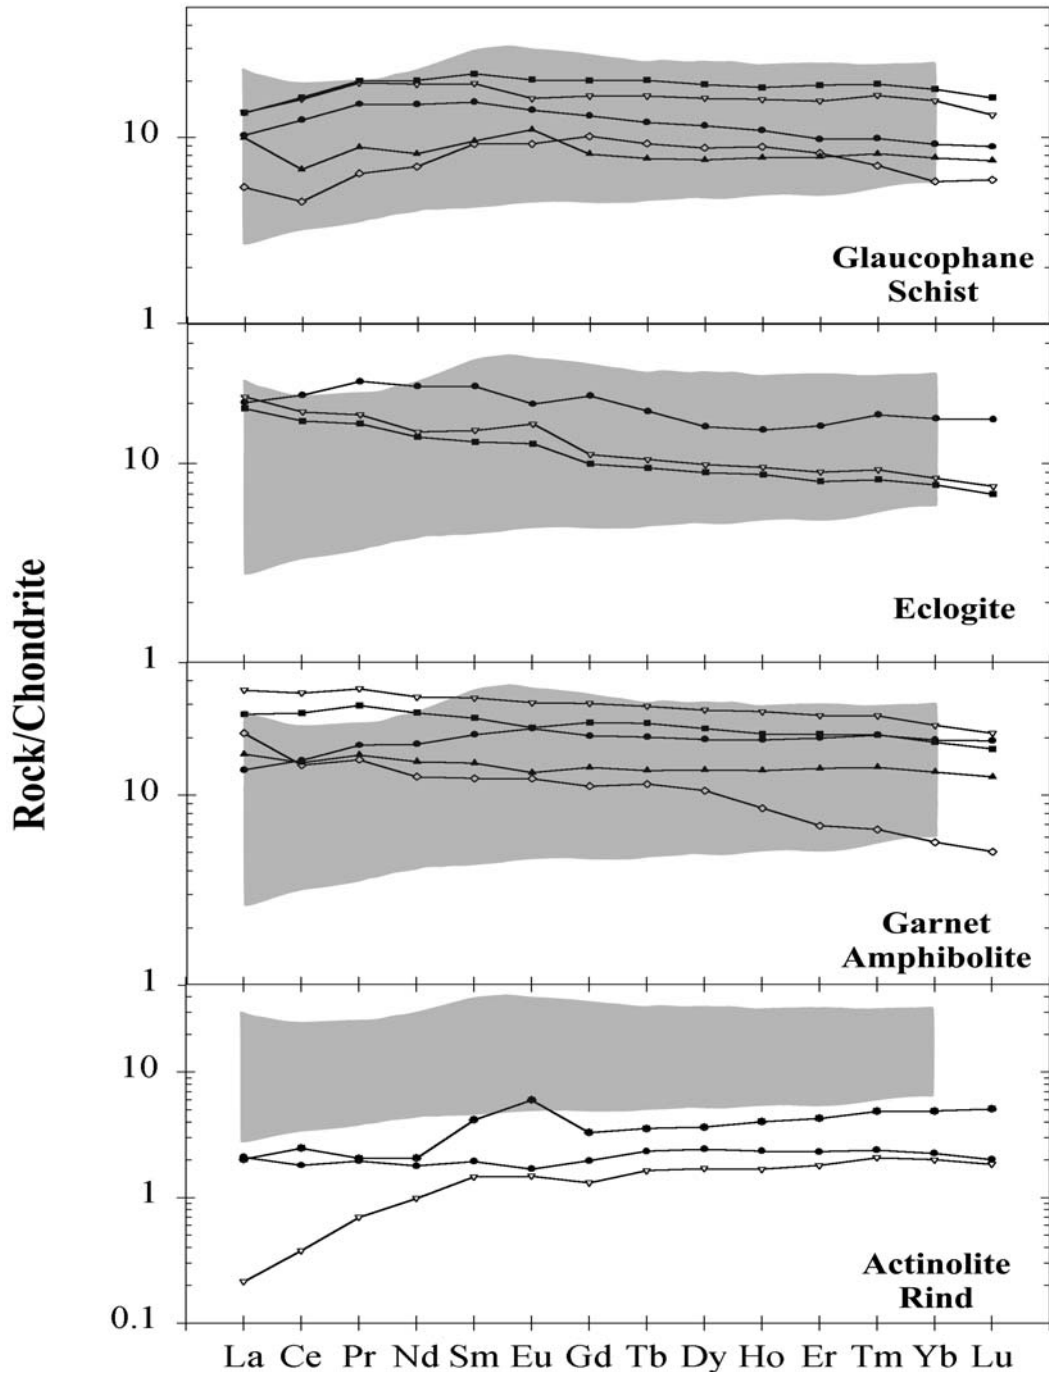 Rock/Chondrite
10
Glaucophane
Schist
1
10
Eclogite
1
10
Garnet
Amphibolite
1
10
1
Actinolite
Rind
0.1
La Ce Pr Nd Sm Eu Gd Tb Dy Ho Er Tm Yb Lu